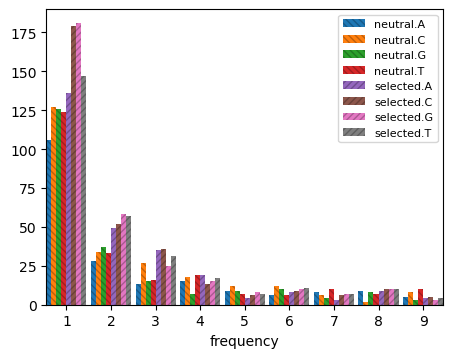 175
150
125
100
75
50
25
0
neutral.A
neutral.C
neutral.G
neutral.T
selected.A
selected.C
selected.G
selected.T
1 2 3 4 5 6 7 8 9
frequency